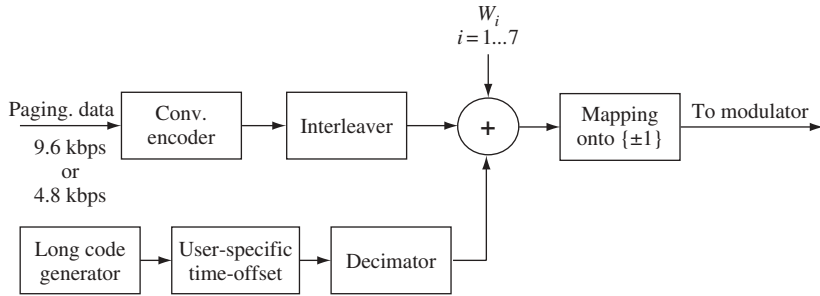 W_i
i = 1...7
Paging. data
9.6 kbps
or
4.8 kbps
Conv.
encoder
Interleaver
+
Mapping
onto {±1}
To modulator
Long code
generator
User-specific
time-offset
Decimator